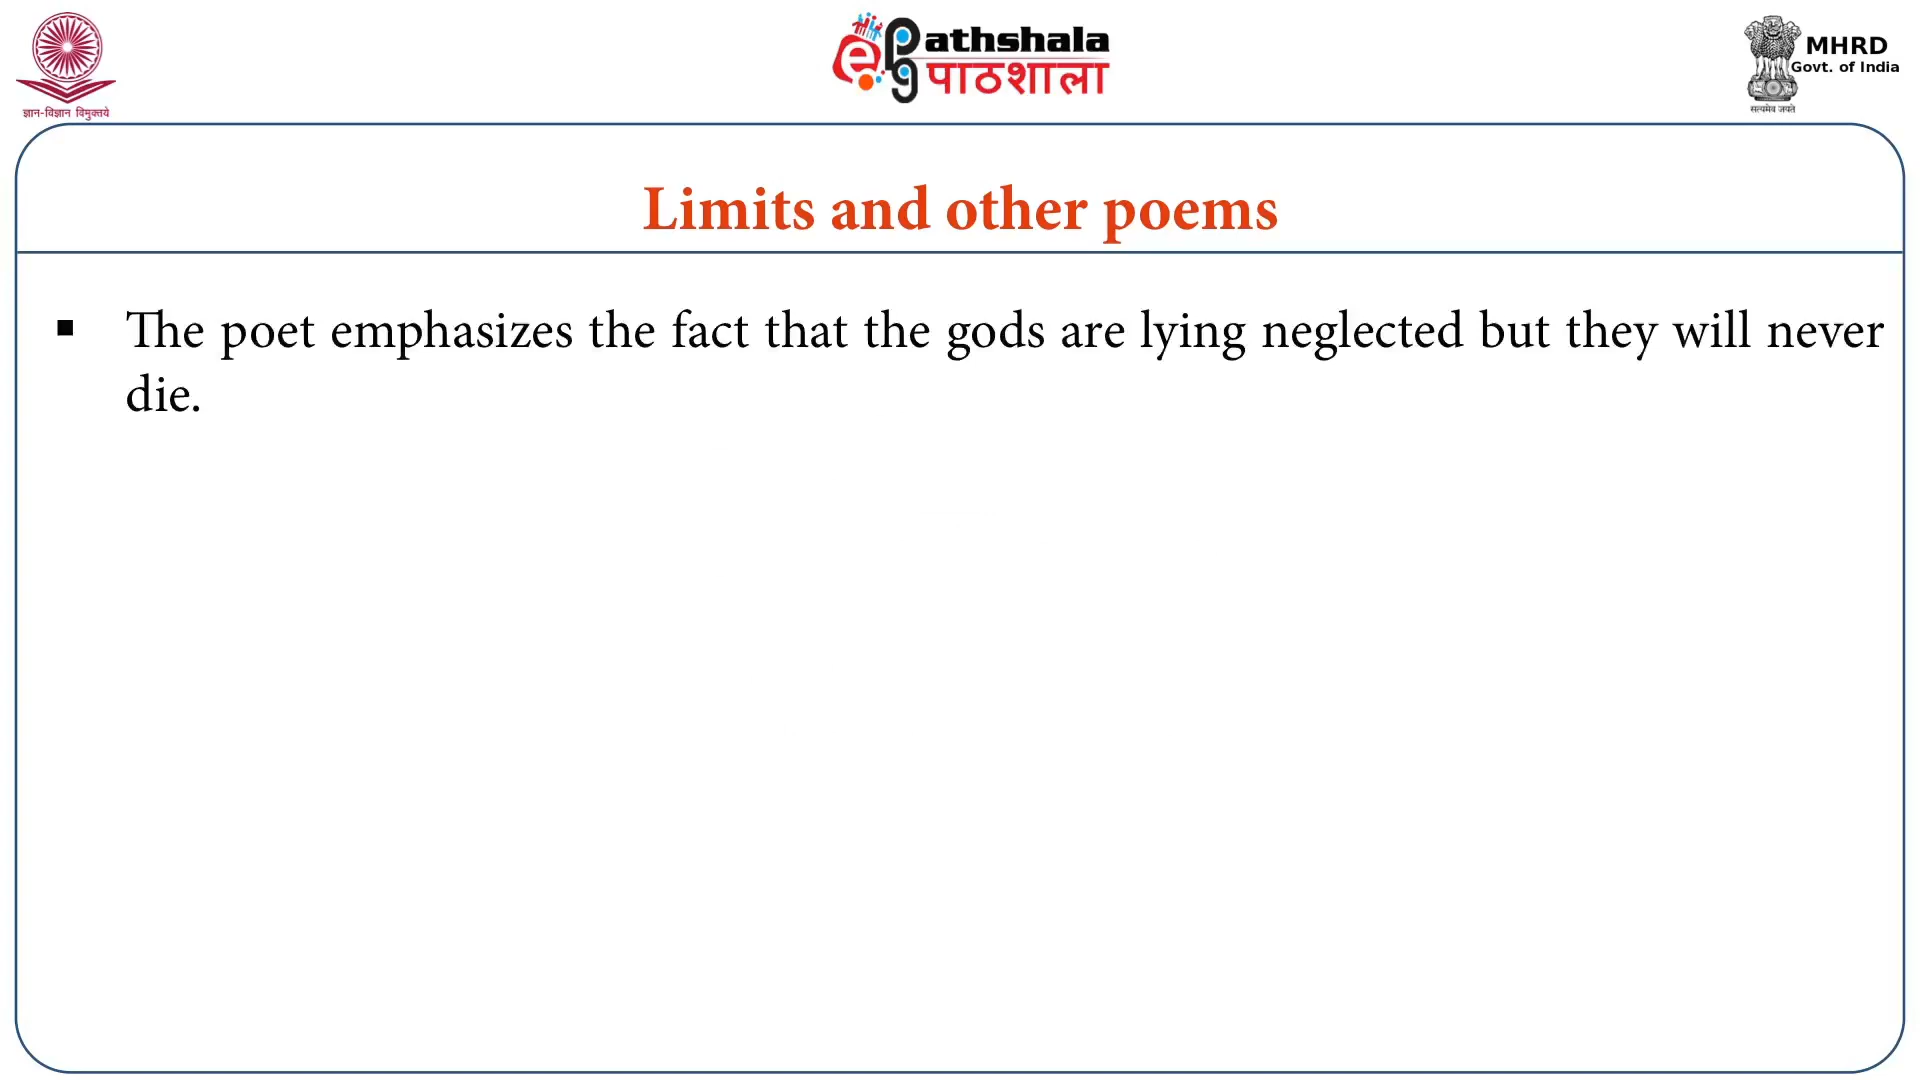 ज्ञान-विज्ञान विमुक्तये
ePathshala
पाठशाला
MHRD
Govt. of India
सत्यमेव जयते
Limits and other poems
▪ The poet emphasizes the fact that the gods are lying neglected but they will never
die.